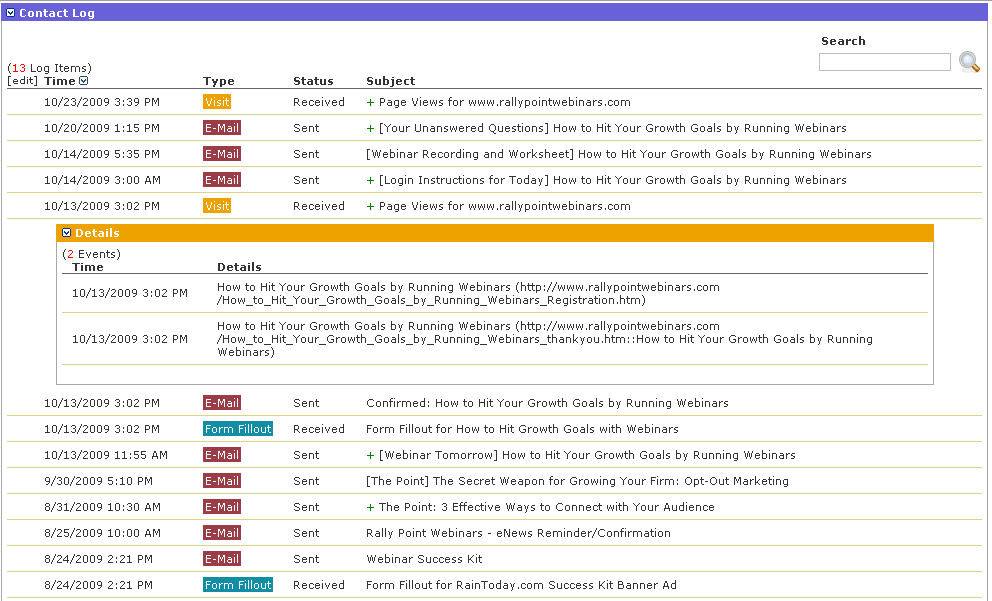 Contact Log
Search
(13 Log Items)
[edit] Time Type Status Subject
10/23/2009 3:39 PM Visit Received + Page Views for www.rallypointwebinars.com
10/20/2009 1:15 PM E-Mail Sent + [Your Unanswered Questions] How to Hit Your Growth Goals by Running Webinars
10/14/2009 5:35 PM E-Mail Sent [Webinar Recording and Worksheet] How to Hit Your Growth Goals by Running Webinars
10/14/2009 3:00 AM E-Mail Sent + [Login Instructions for Today] How to Hit Your Growth Goals by Running Webinars
10/13/2009 3:02 PM Visit Received + Page Views for www.rallypointwebinars.com
Details
(2 Events)
Time Details
10/13/2009 3:02 PM How to Hit Your Growth Goals by Running Webinars (http://www.rallypointwebinars.com
/How_to_Hit_Your_Growth_Goals_by_Running_Webinars_Registration.htm)
How to Hit Your Growth Goals by Running Webinars (http://www.rallypointwebinars.com
10/13/2009 3:02 PM /How_to_Hit_Your_Growth_Goals_by_Running_Webinars_thankyou.htm::How to Hit Your Growth Goals by Running
Webinars)
10/13/2009 3:02 PM E-Mail Sent Confirmed: How to Hit Your Growth Goals by Running Webinars
10/13/2009 3:02 PM Form Fillout Received Form Fillout for How to Hit Growth Goals with Webinars
10/13/2009 11:55 AM E-Mail Sent + [Webinar Tomorrow] How to Hit Your Growth Goals by Running Webinars
9/30/2009 5:10 PM E-Mail Sent [The Point] The Secret Weapon for Growing Your Firm: Opt-Out Marketing
8/31/2009 10:30 AM E-Mail Sent + The Point: 3 Effective Ways to Connect with Your Audience
8/25/2009 10:00 AM E-Mail Sent Rally Point Webinars - eNews Reminder/Confirmation
8/24/2009 2:21 PM E-Mail Sent Webinar Success Kit
8/24/2009 2:21 PM Form Fillout Received Form Fillout for RainToday.com Success Kit Banner Ad